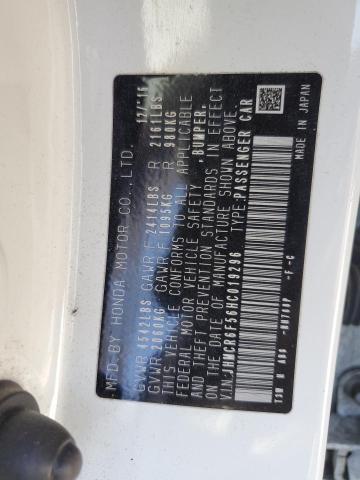 MFD BY HONDA MOTOR CO.,LTD. 12/'16
GVWR 4542LBS GAWR F 2414LBS R 2161LBS
GVWR 2060KG GAWR F 1095KG R 980KG
THIS VEHICLE CONFORMS TO ALL APPLICABLE
FEDERAL MOTOR VEHICLE SAFETY ,BUMPER,
AND THEFT PREVENTION STANDARDS IN EFFECT
ON THE DATE OF MANUFACTURE SHOWN ABOVE.
VIN:JHMCR6F56HC019296 TYPE:PASSENGER CAR
-F -C MADE IN JAPAN